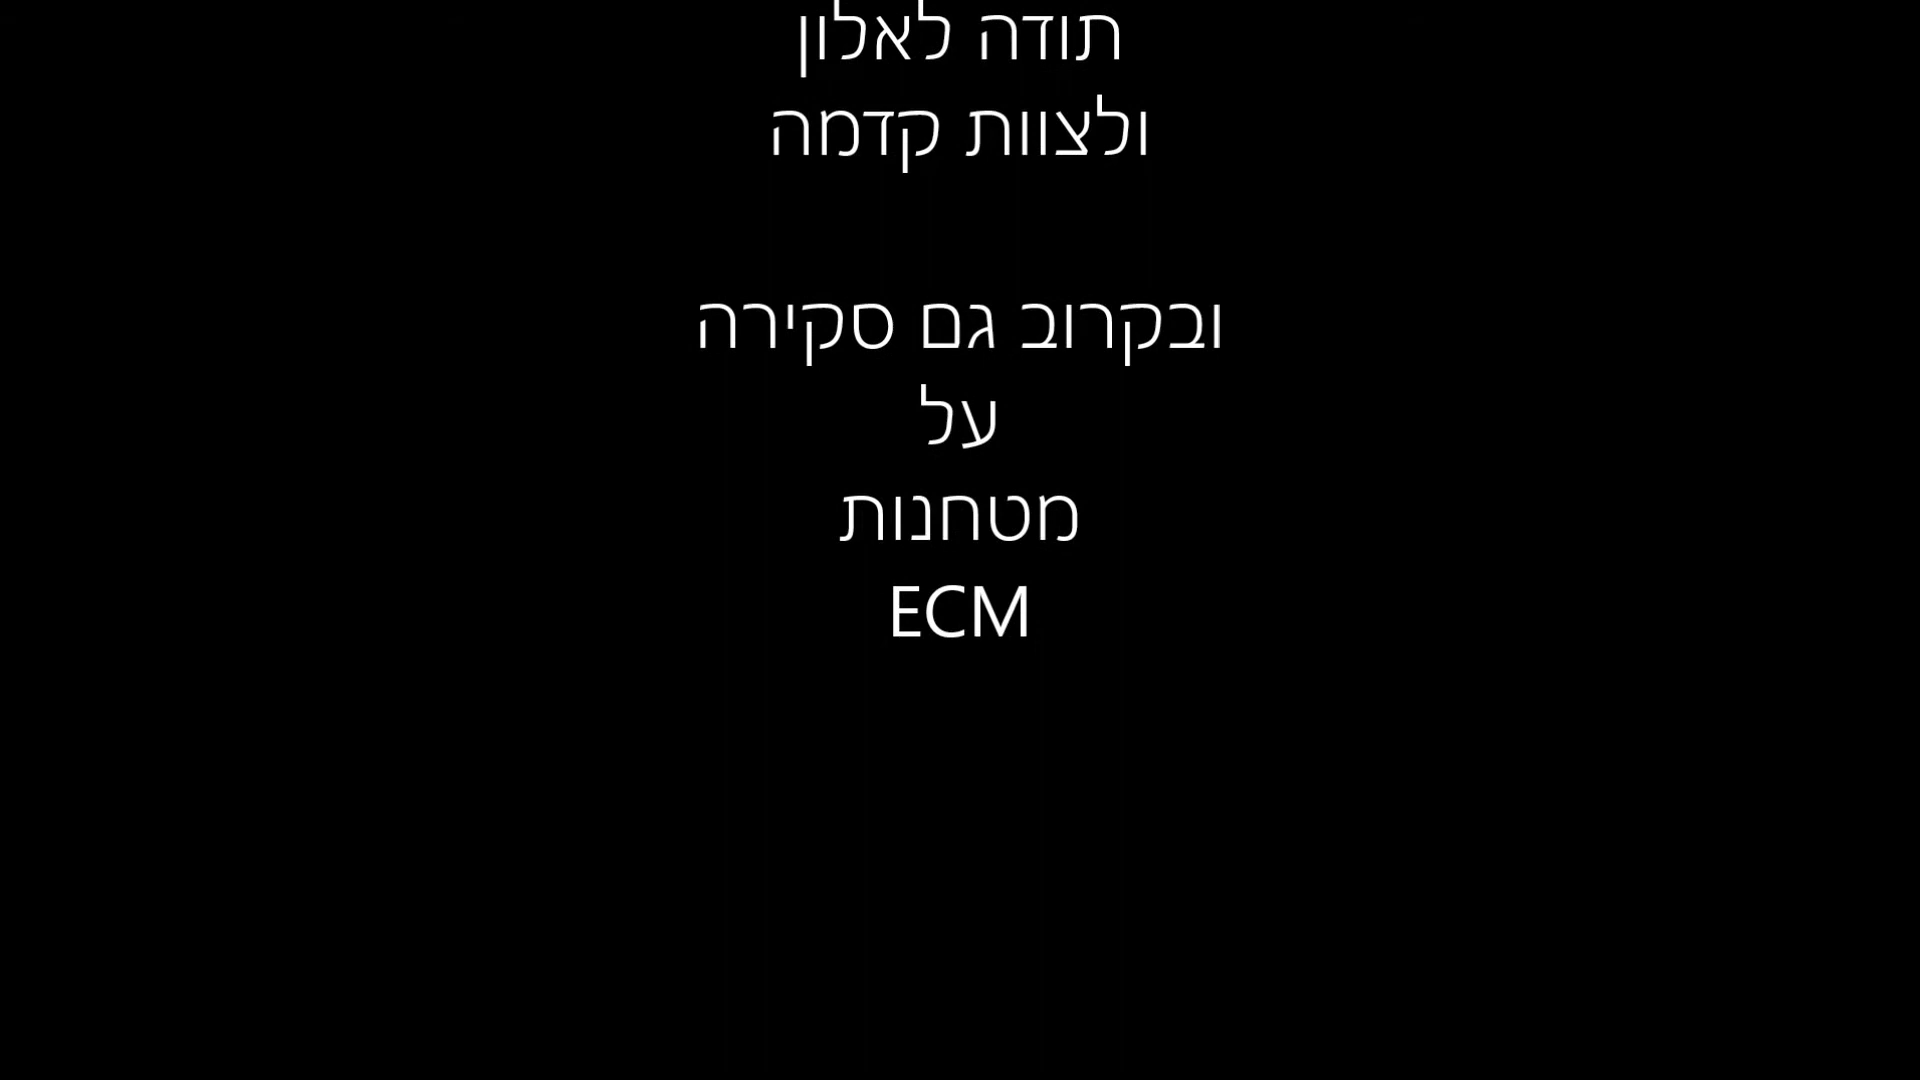 תודה לאלון
ולצוות קדמה
ובקרוב גם סקירה
על
מטחנות
ECM